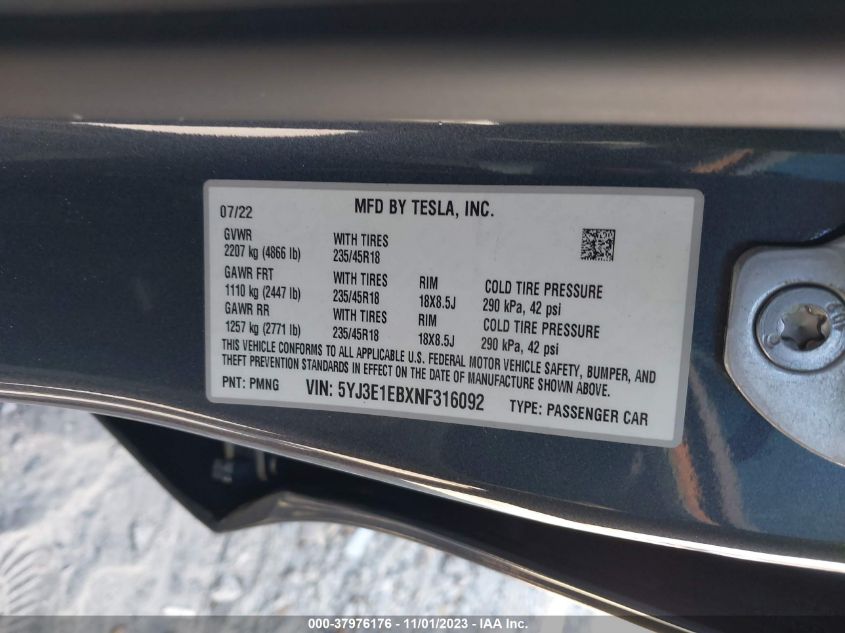 07/22 MFD BY TESLA, INC.
GVWR WITH TIRES
2207 kg (4866 lb) 235/45R18
GAWR FRT WITH TIRES RIM COLD TIRE PRESSURE
1110 kg (2447 lb) 235/45R18 18X8.5J 290 kPa, 42 psi
GAWR RR WITH TIRES RIM COLD TIRE PRESSURE
1257 kg (2771 lb) 235/45R18 18X8.5J 290 kPa, 42 psi
THIS VEHICLE CONFORMS TO ALL APPLICABLE U.S. FEDERAL MOTOR VEHICLE SAFETY, BUMPER, AND
THEFT PREVENTION STANDARDS IN EFFECT ON THE DATE OF MANUFACTURE SHOWN ABOVE.
PNT: PMNG VIN: 5YJ3E1EBXNF316092 TYPE: PASSENGER CAR
000-37976176 - 11/01/2023 - IAA Inc.